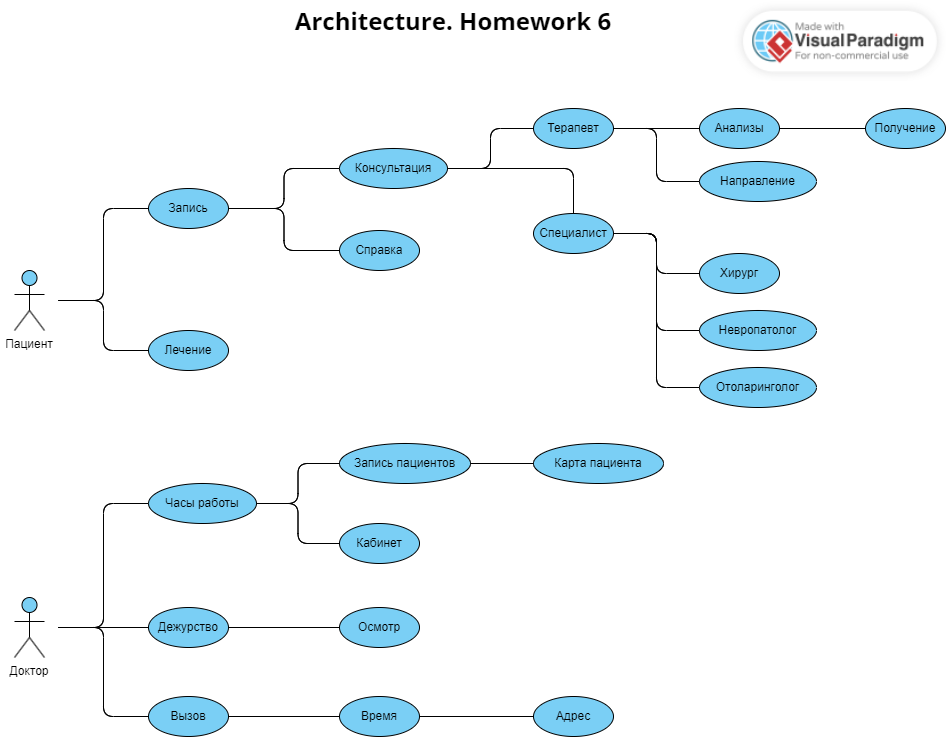 Architecture. Homework 6
Made with
Visual Paradigm
For non-commercial use
Терапевт
Анализы
Получение
Консультация
Направление
Запись
Специалист
Справка
Хирург
Пациент
Невропатолог
Лечение
Отоларинголог
Запись пациентов
Карта пациента
Часы работы
Кабинет
Дежурство
Осмотр
Доктор
Вызов
Время
Адрес